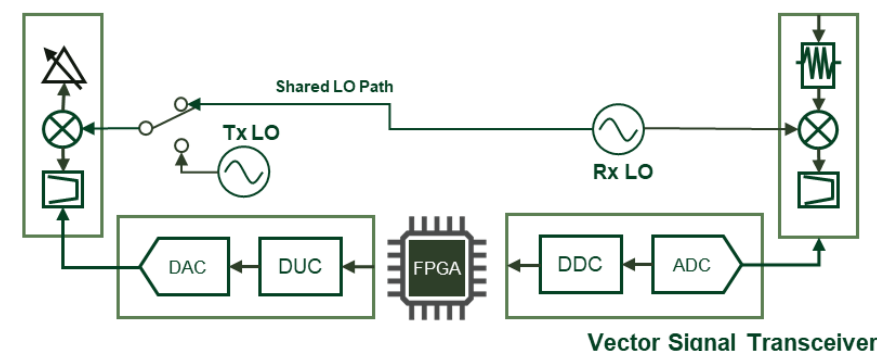 Shared LO Path
Tx LO
Rx LO
DAC
DUC
FPGA
DDC
ADC
Vector Signal Transceiver